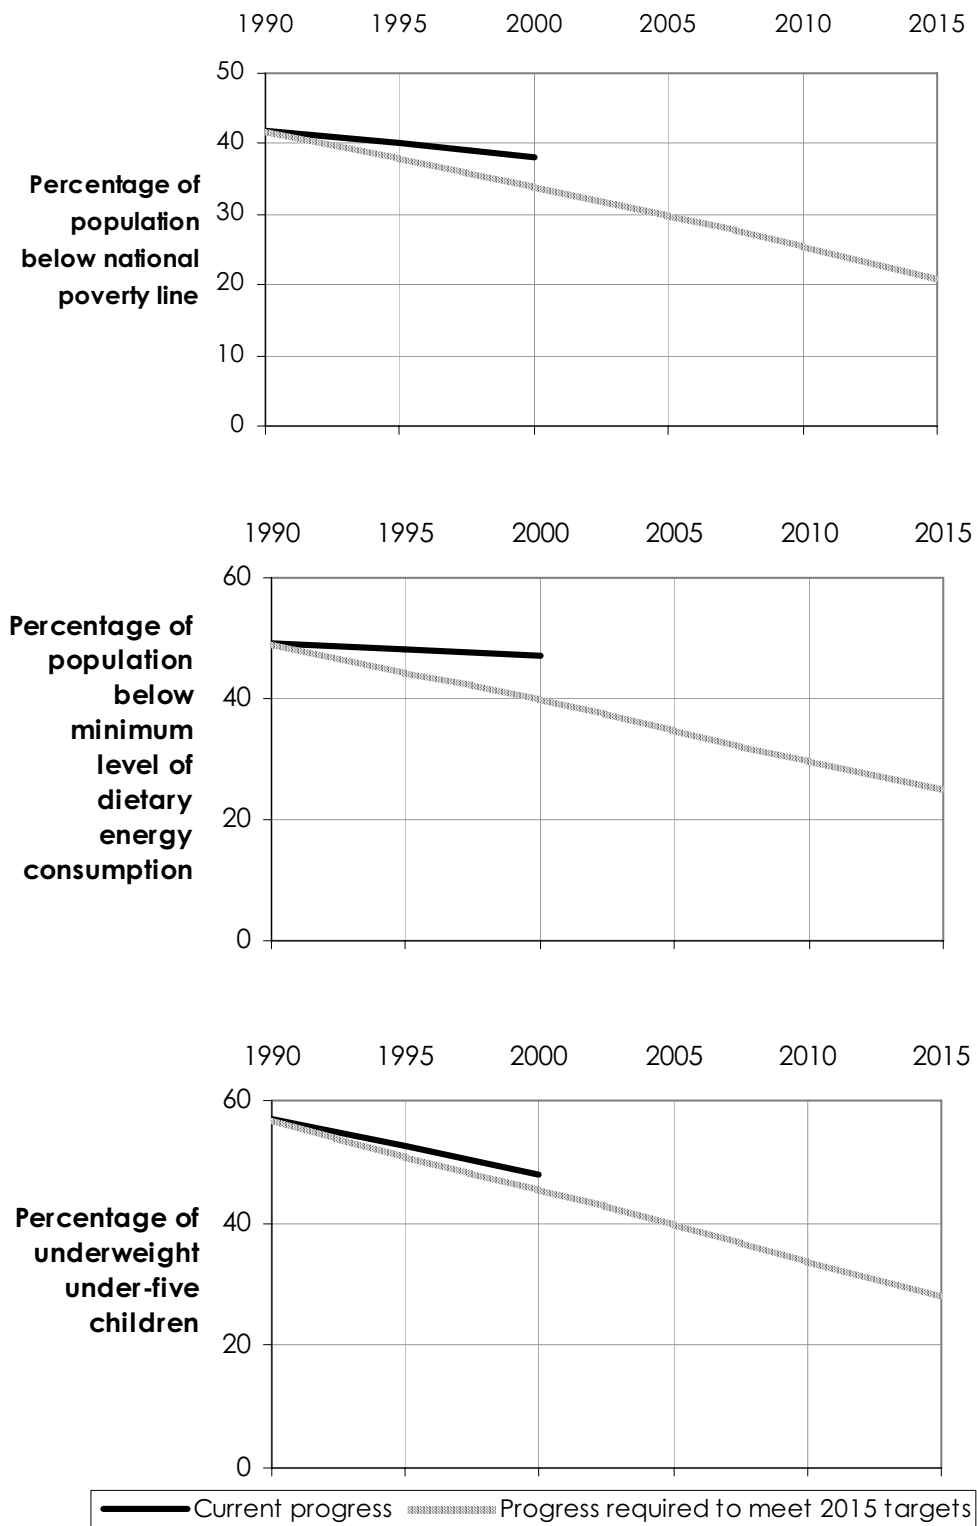 1990 1995 2000 2005 2010 2015
50
40
30
20
10
0
Percentage of
population
below national
poverty line
1990 1995 2000 2005 2010 2015
60
40
20
0
Percentage of
population
below
minimum
level of
dietary
energy
consumption
1990 1995 2000 2005 2010 2015
60
40
20
0
Percentage of
underweight
under-five
children
Current progress Progress required to meet 2015 targets